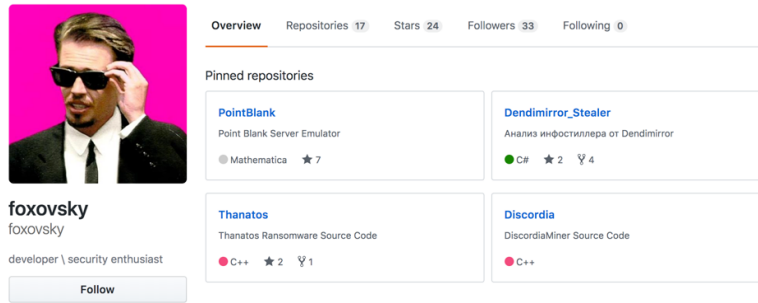 Overview Repositories 17 Stars 24 Followers 33 Following 0
Pinned repositories
PointBlank
Point Blank Server Emulator
Mathematica 7
Dendimirror_Stealer
Анализ инфостиллера от Dendimirror
C# 2 4
Thanatos
Thanatos Ransomware Source Code
C++ 2 1
Discordia
DiscordiaMiner Source Code
C++
foxovsky
foxovsky
developer \ security enthusiast
Follow